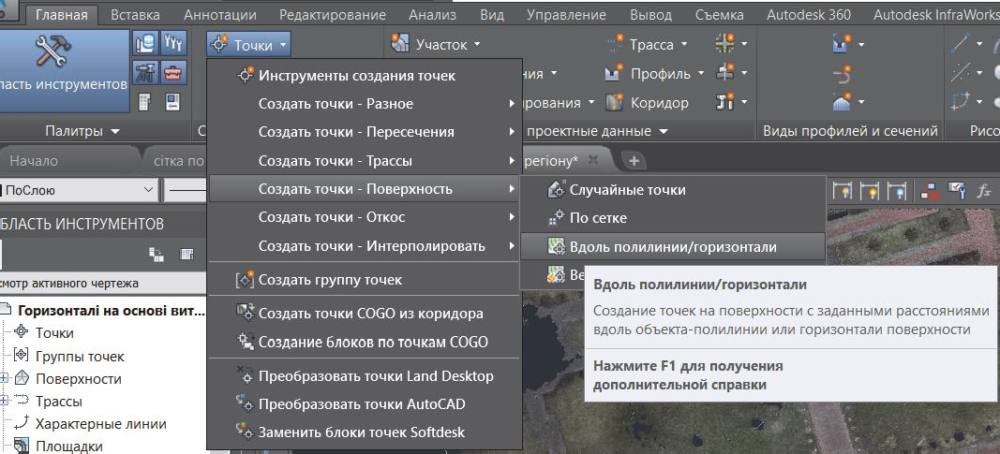 Главная Вставка Аннотации Редактирование Анализ Вид Управление Вывод Съемка Autodesk 360 Autodesk InfraWorks
Точки Участок Трасса
Инструменты создания точек Профиль
ласть инструментов
Создать точки - Разное Коридор
Палитры Создать точки - Пересечения проектные данные Виды профилей и сечений
Начало сітка по Создать точки - Трассы регіону*
ПоСлою Создать точки - Поверхность Случайные точки
Создать точки - Откос По сетке
БЛАСТЬ ИНСТРУМЕНТОВ
Создать точки - Интерполировать Вдоль полилинии/горизонтали
Создать группу точек
смотр активного чертежа Вдоль полилинии/горизонтали
Горизонталі на основі вит... Создать точки COGO из коридора Создание точек на поверхности с заданными расстояниями
Точки вдоль объекта-полилинии или горизонтали поверхности
Создание блоков по точкам COGO
Группы точек Нажмите F1 для получения
Поверхности Преобразовать точки Land Desktop дополнительной справки
Трассы Преобразовать точки AutoCAD
Характерные линии
Заменить блоки точек Softdesk
Площадки